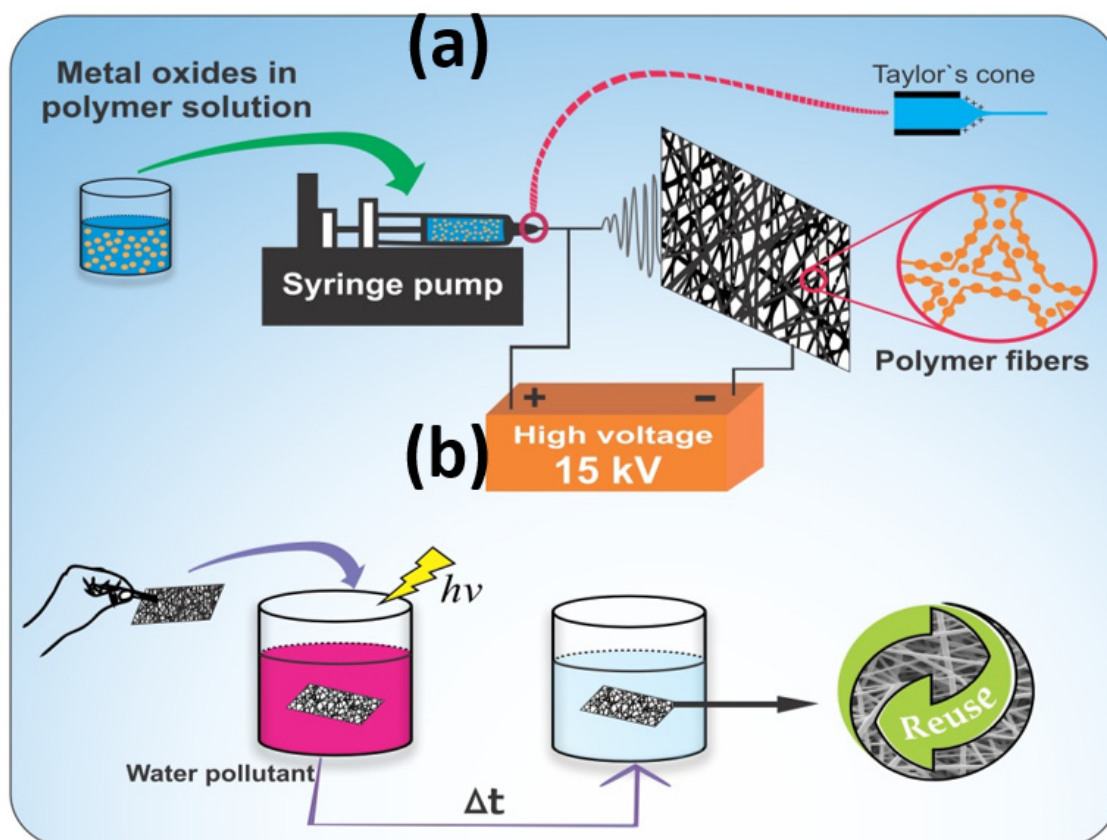 (a)
Metal oxides in
polymer solution
Taylor`s cone
Syringe pump
Polymer fibers
+ −
High voltage
15 kV
(b)
hν
Water pollutant
Δt
Reuse